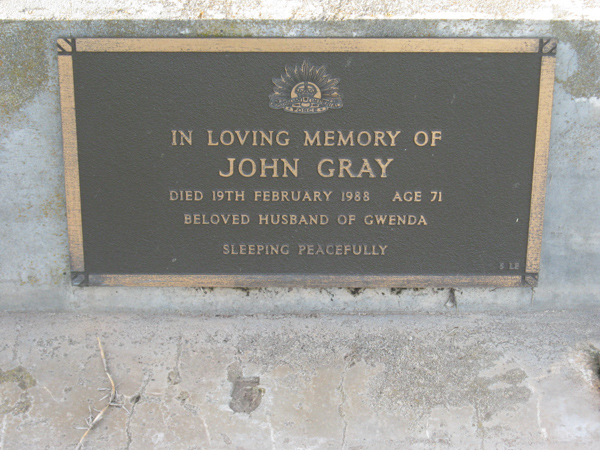 IN LOVING MEMORY OF
JOHN GRAY
DIED 19TH FEBRUARY 1988 AGE 71
BELOVED HUSBAND OF GWENDA
SLEEPING PEACEFULLY